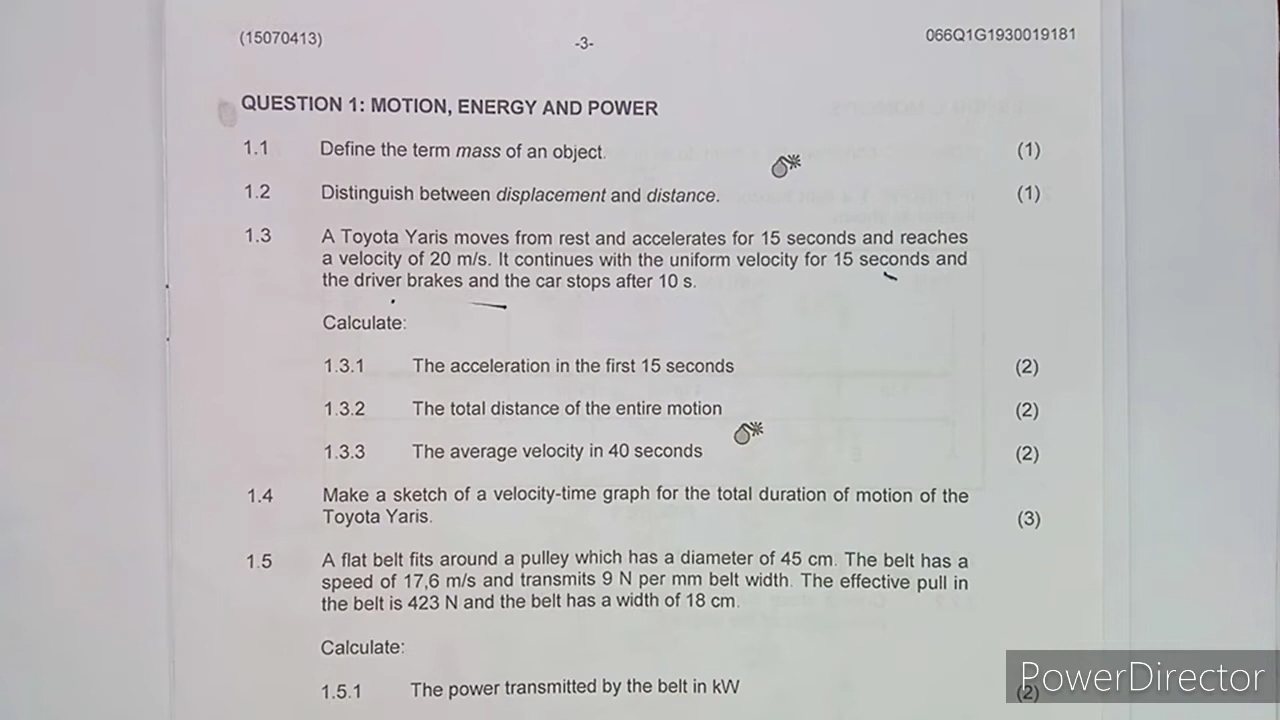 (15070413) -3- 066Q1G1930019181
QUESTION 1: MOTION, ENERGY AND POWER
1.1 Define the term mass of an object. (1)
1.2 Distinguish between displacement and distance. (1)
1.3 A Toyota Yaris moves from rest and accelerates for 15 seconds and reaches
a velocity of 20 m/s. It continues with the uniform velocity for 15 seconds and
the driver brakes and the car stops after 10 s.
Calculate:
1.3.1 The acceleration in the first 15 seconds (2)
1.3.2 The total distance of the entire motion (2)
1.3.3 The average velocity in 40 seconds (2)
1.4 Make a sketch of a velocity-time graph for the total duration of motion of the
Toyota Yaris. (3)
1.5 A flat belt fits around a pulley which has a diameter of 45 cm. The belt has a
speed of 17,6 m/s and transmits 9 N per mm belt width. The effective pull in
the belt is 423 N and the belt has a width of 18 cm.
Calculate:
1.5.1 The power transmitted by the belt in kW (2)
PowerDirector